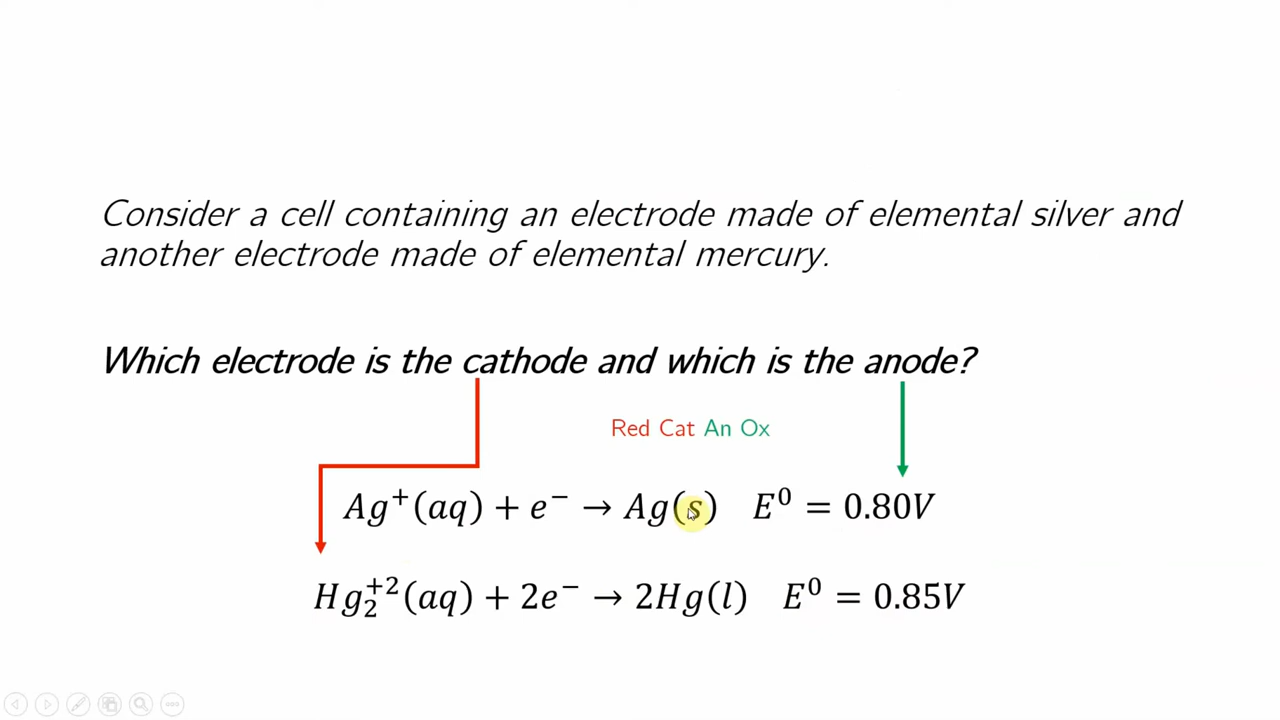 Consider a cell containing an electrode made of elemental silver and
another electrode made of elemental mercury.
Which electrode is the cathode and which is the anode?
Red Cat An Ox
Ag⁺(aq) + e⁻ → Ag(s) E⁰ = 0.80V
Hg₂⁺²(aq) + 2e⁻ → 2Hg(l) E⁰ = 0.85V